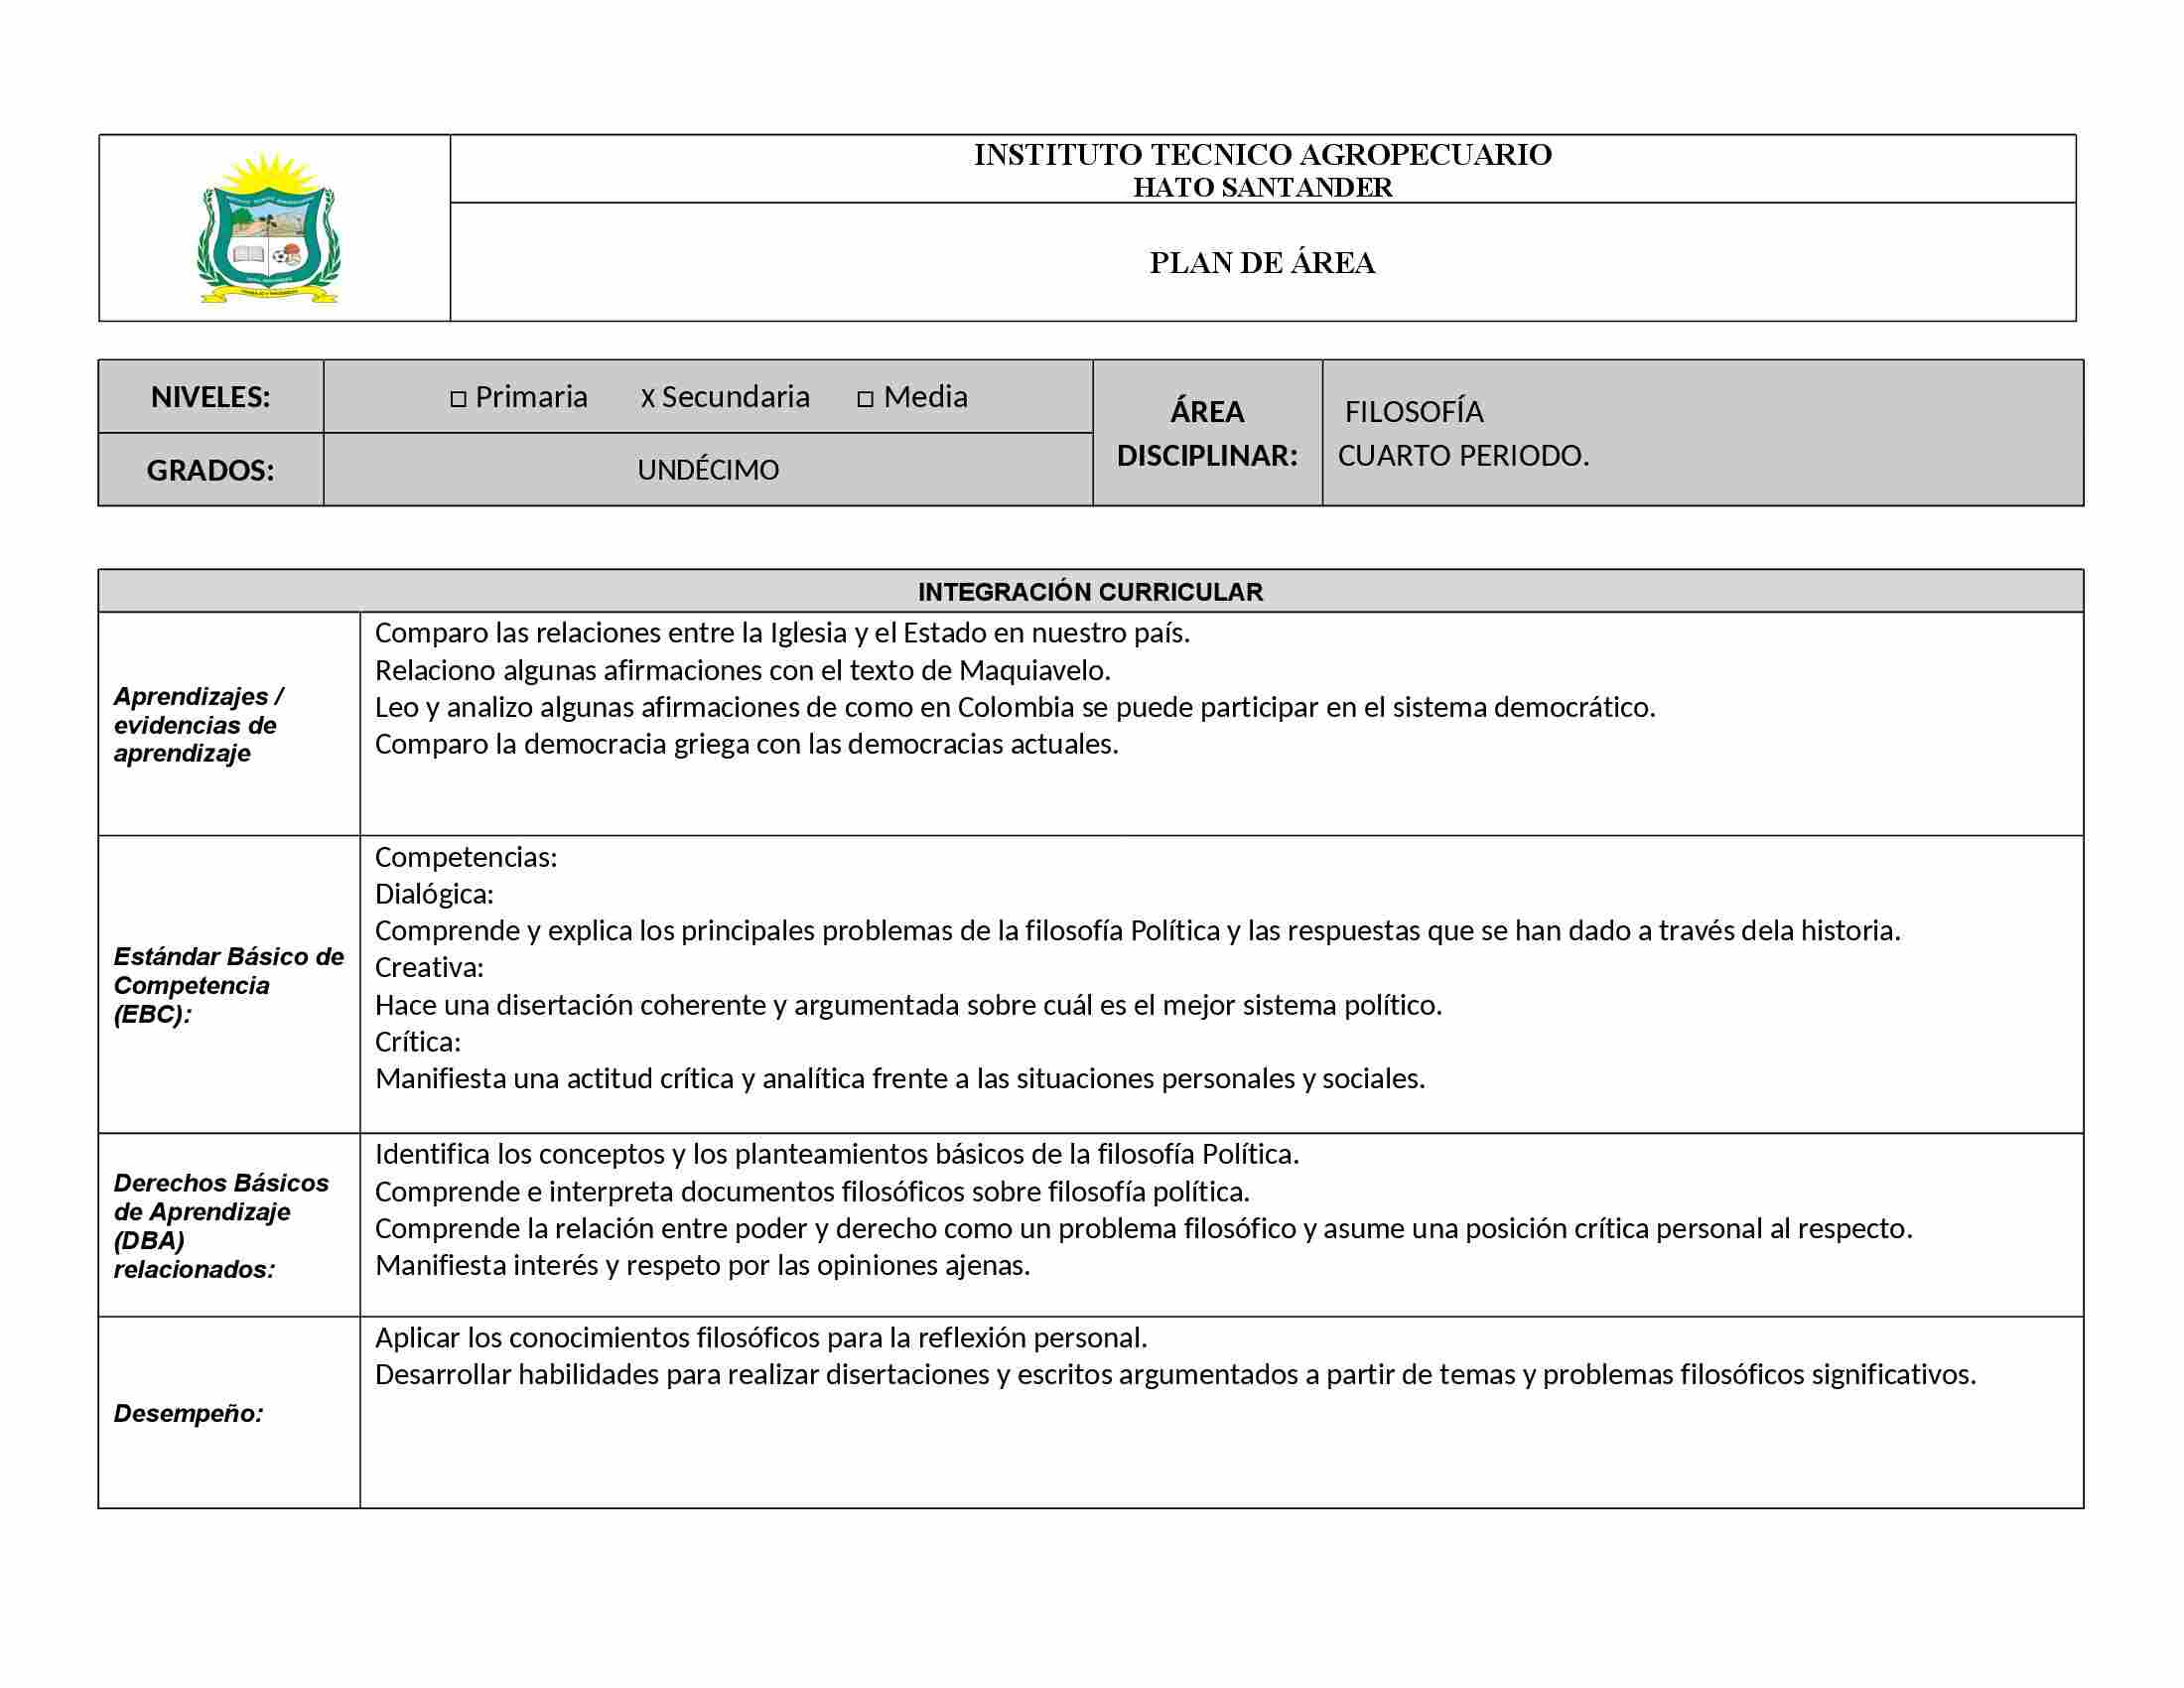 INSTITUTO TECNICO AGROPECUARIO
HATO SANTANDER
PLAN DE ÁREA
NIVELES:
□ Primaria X Secundaria □ Media
GRADOS:
UNDÉCIMO
ÁREA
DISCIPLINAR:
FILOSOFÍA
CUARTO PERIODO.
INTEGRACIÓN CURRICULAR
Aprendizajes /
evidencias de
aprendizaje
Comparo las relaciones entre la Iglesia y el Estado en nuestro país.
Relaciono algunas afirmaciones con el texto de Maquiavelo.
Leo y analizo algunas afirmaciones de como en Colombia se puede participar en el sistema democrático.
Comparo la democracia griega con las democracias actuales.
Estándar Básico de
Competencia
(EBC):
Competencias:
Dialógica:
Comprende y explica los principales problemas de la filosofía Política y las respuestas que se han dado a través dela historia.
Creativa:
Hace una disertación coherente y argumentada sobre cuál es el mejor sistema político.
Crítica:
Manifiesta una actitud crítica y analítica frente a las situaciones personales y sociales.
Derechos Básicos
de Aprendizaje
(DBA)
relacionados:
Identifica los conceptos y los planteamientos básicos de la filosofía Política.
Comprende e interpreta documentos filosóficos sobre filosofía política.
Comprende la relación entre poder y derecho como un problema filosófico y asume una posición crítica personal al respecto.
Manifiesta interés y respeto por las opiniones ajenas.
Desempeño:
Aplicar los conocimientos filosóficos para la reflexión personal.
Desarrollar habilidades para realizar disertaciones y escritos argumentados a partir de temas y problemas filosóficos significativos.